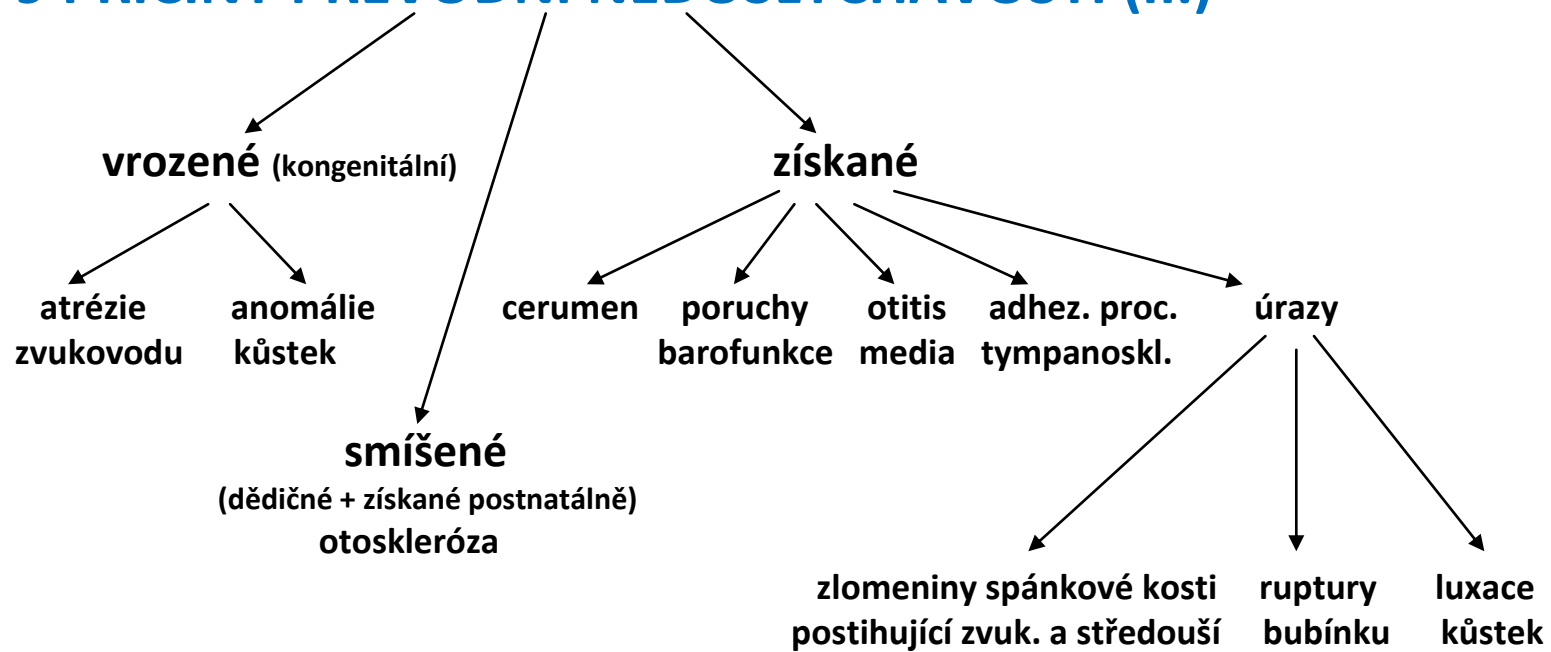 vrozené (kongenitální)
získané
atrézie
zvukovodu
anomálie
kůstek
cerumen
poruchy
barofunkce
otitis
media
adhez. proc.
tympanoskl.
úrazy
smíšené
(dědičné + získané postnatálně)
otoskleróza
zlomeniny spánkové kosti
postihující zvuk. a středouší
ruptury
bubínku
luxace
kůstek